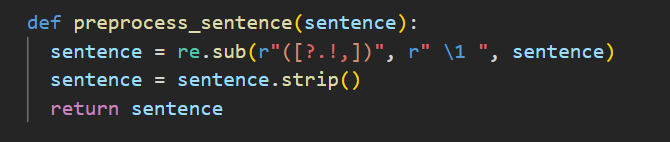 def preprocess_sentence(sentence):
  sentence = re.sub(r"([?.!,])", r" \1 ", sentence)
  sentence = sentence.strip()
  return sentence